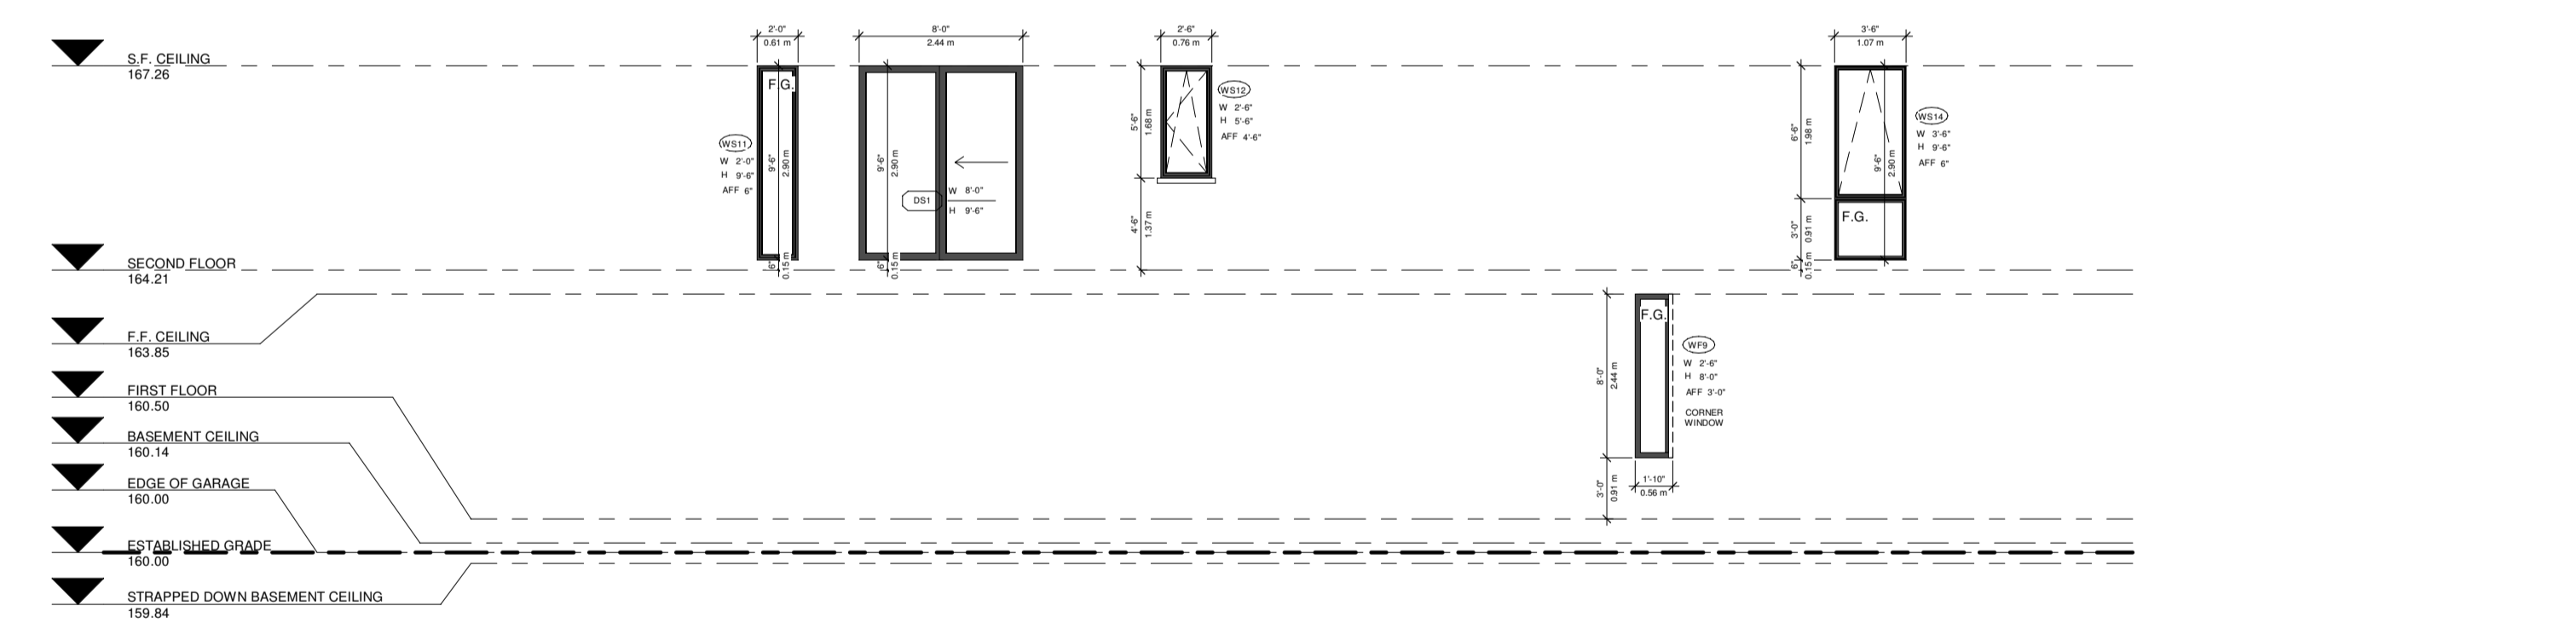 S.F. CEILING
167.26
SECOND FLOOR
164.21
F.F. CEILING
163.85
FIRST FLOOR
160.50
BASEMENT CEILING
160.14
EDGE OF GARAGE
160.00
ESTABLISHED GRADE
160.00
STRAPPED DOWN BASEMENT CEILING
159.84
2'-0"
0.61 m
F.G.
WS11
W 2'-0"
H 9'-6"
AFF 6"
9'-6"
2.90 m
6"
0.15 m
8'-0"
2.44 m
9'-6"
2.90 m
DS1
W 8'-0"
H 9'-6"
6"
0.15 m
2'-6"
0.76 m
5'-6"
1.68 m
4'-6"
1.37 m
WS12
W 2'-6"
H 5'-6"
AFF 4'-6"
F.G.
8'-0"
2.44 m
3'-0"
0.91 m
1'-10"
0.56 m
WF9
W 2'-6"
H 8'-0"
AFF 3'-0"
CORNER
WINDOW
3'-6"
1.07 m
6'-6"
1.98 m
9'-6"
2.90 m
3'-0"
0.91 m
6"
0.15 m
F.G.
WS14
W 3'-6"
H 9'-6"
AFF 6"